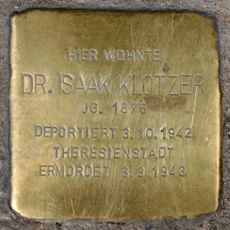 HIER WOHNTE
DR. ISAAK KLOTZER
JG. 1876
DEPORTIERT 3.10.1942
THERESIENSTADT
ERMORDET 3.3.1943